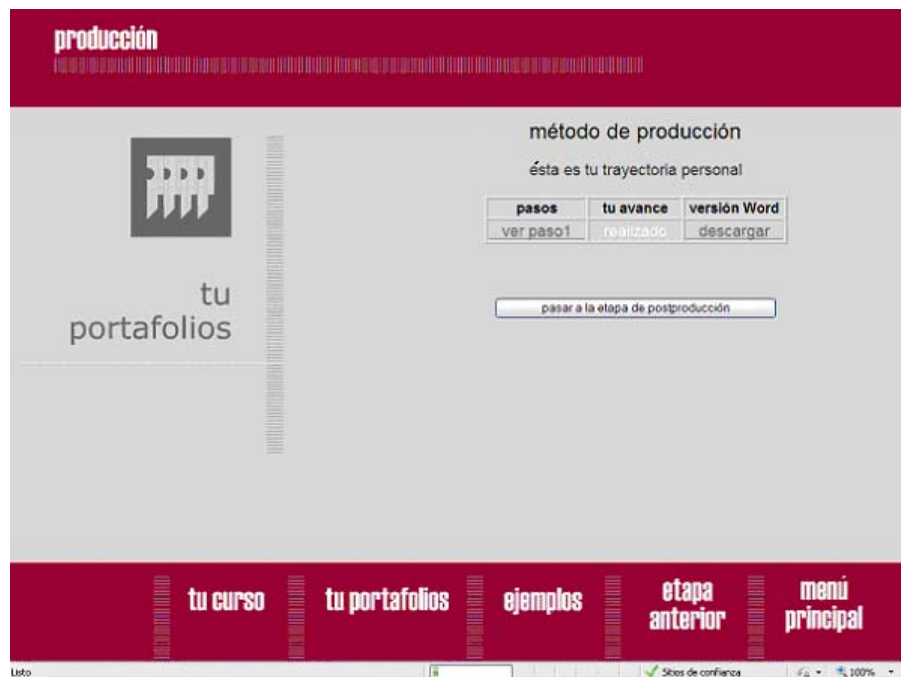 producción
método de producción
ésta es tu trayectoria personal
pasos tu avance versión Word
ver paso1 realizado descargar
tu
portafolios
pasar a la etapa de postproducción
tu curso tu portafolios ejemplos etapa anterior menú principal
Listo Sitios de confianza 100%